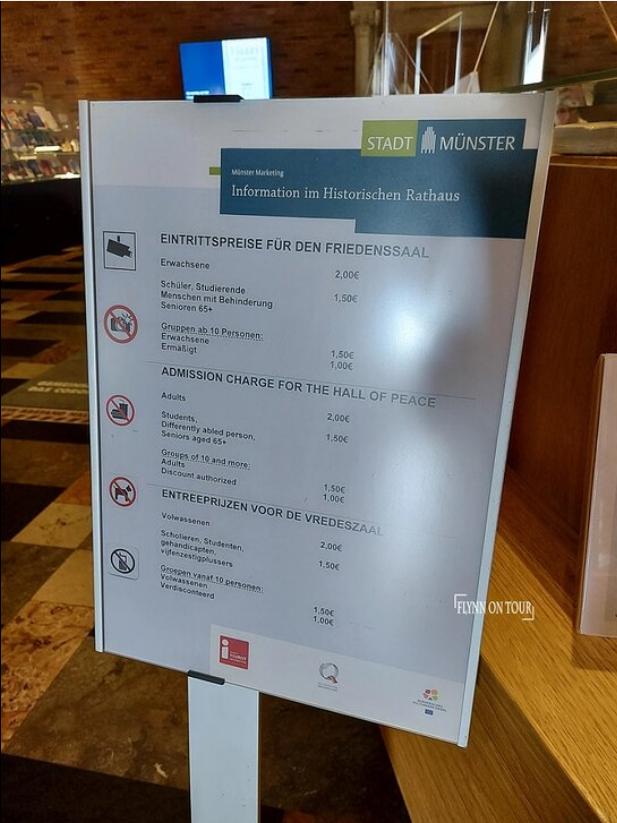 STADT MÜNSTER
Münster Marketing
Information im Historischen Rathaus
EINTRITTSPREISE FÜR DEN FRIEDENSSAAL
Erwachsene 2,00€
Schüler, Studierende
Menschen mit Behinderung 1,50€
Senioren 65+
Gruppen ab 10 Personen:
Erwachsene 1,50€
Ermäßigt 1,00€
ADMISSION CHARGE FOR THE HALL OF PEACE
Adults 2,00€
Students,
Differently abled person, 1,50€
Seniors aged 65+
Groups of 10 and more:
Adults 1,50€
Discount authorized 1,00€
ENTREEPRIJZEN VOOR DE VREDESZAAL
Volwassenen 2,00€
Scholieren, Studenten,
gehandicapten, 1,50€
vijfenzestigplussers
Groepen vanaf 10 personen:
Volwassenen 1,50€
Verdisconteerd 1,00€
FLYNN ON TOUR